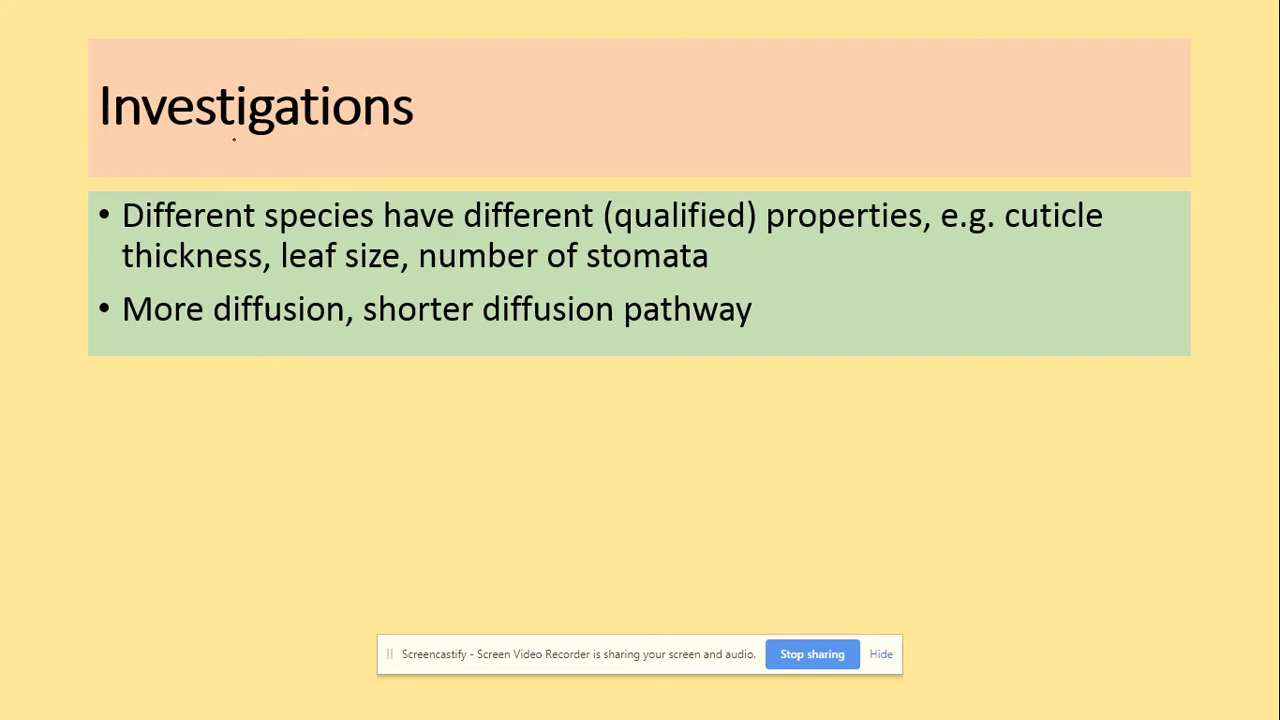 Investigations
• Different species have different (qualified) properties, e.g. cuticle
thickness, leaf size, number of stomata
• More diffusion, shorter diffusion pathway
Screencastify - Screen Video Recorder is sharing your screen and audio. Stop sharing Hide